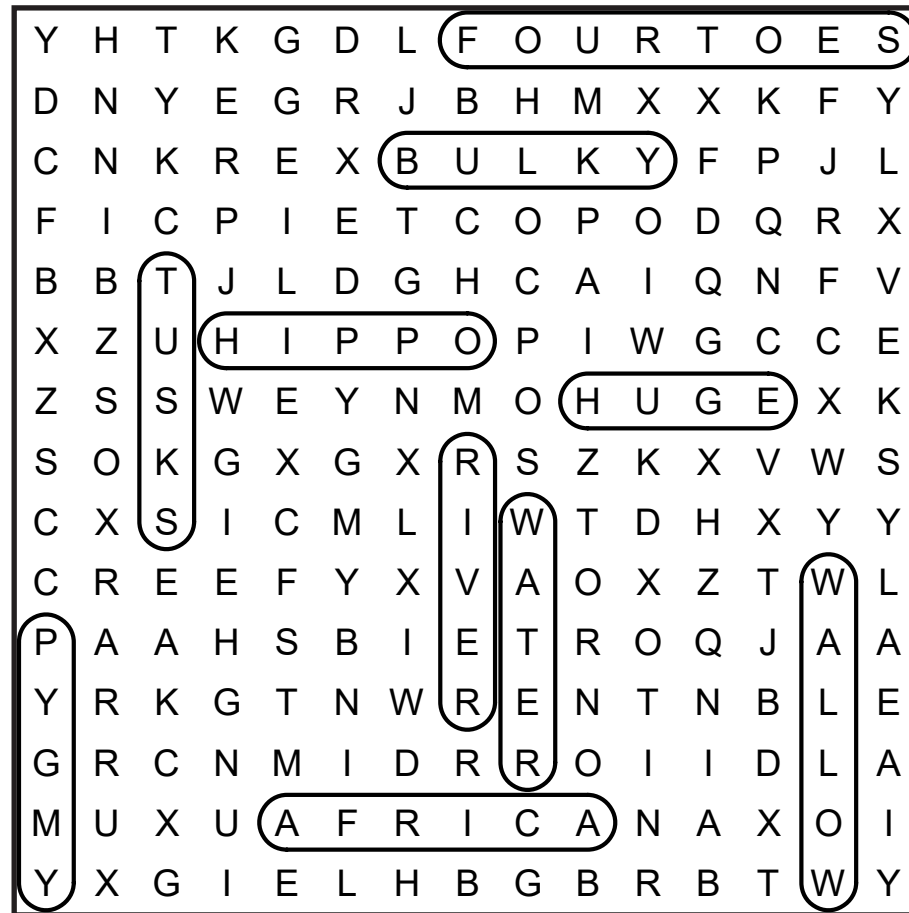 Y H T K G D L F O U R T O E S
D N Y E G R J B H M X X K F Y
C N K R E X B U L K Y F P J L
F I C P I E T C O P O D Q R X
B B T J L D G H C A I Q N F V
X Z U H I P P O P I W G C C E
Z S S W E Y N M O H U G E X K
S O K G X G X R S Z K X V W S
C X S I C M L I W T D H X Y Y
C R E E F Y X V A O X Z T W L
P A A H S B I E T R O Q J A A
Y R K G T N W R E N T N B L E
G R C N M I D R R O I I D L A
M U X U A F R I C A N A X O I
Y X G I E L H B G B R B T W Y